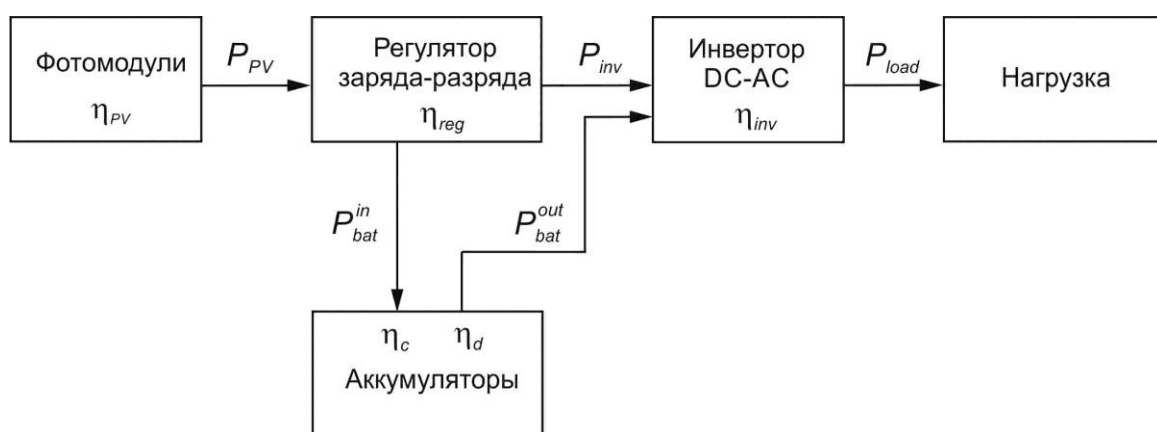 Фотомодули
η_PV
P_PV
Регулятор
заряда-разряда
η_reg
P_inv
Инвертор
DC-AC
η_inv
P_load
Нагрузка
P_bat^in
P_bat^out
η_c
η_d
Аккумуляторы